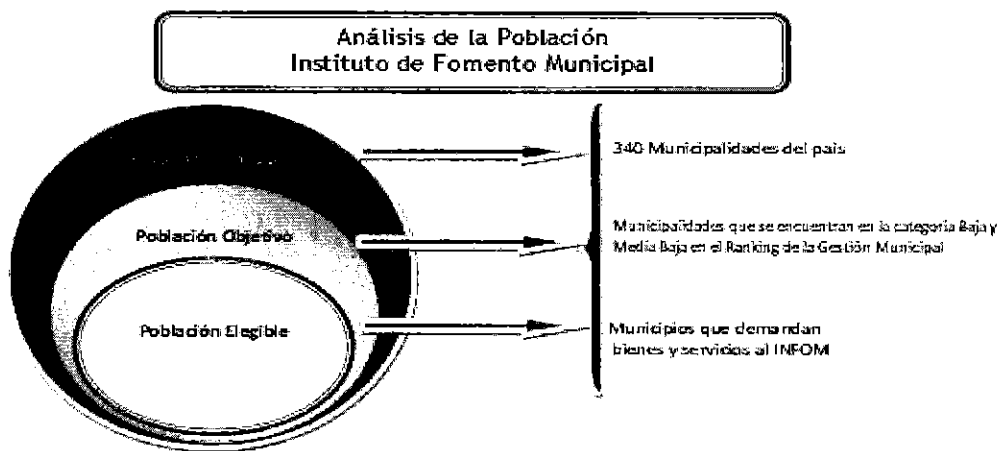 Análisis de la Población
Instituto de Fomento Municipal
340 Municipalidades del país
Población Objetivo
Municipalidades que se encuentran en la categoría Baja y
Media Baja en el Ranking de la Gestión Municipal
Población Elegible
Municipios que demandan
bienes y servicios al INFOM